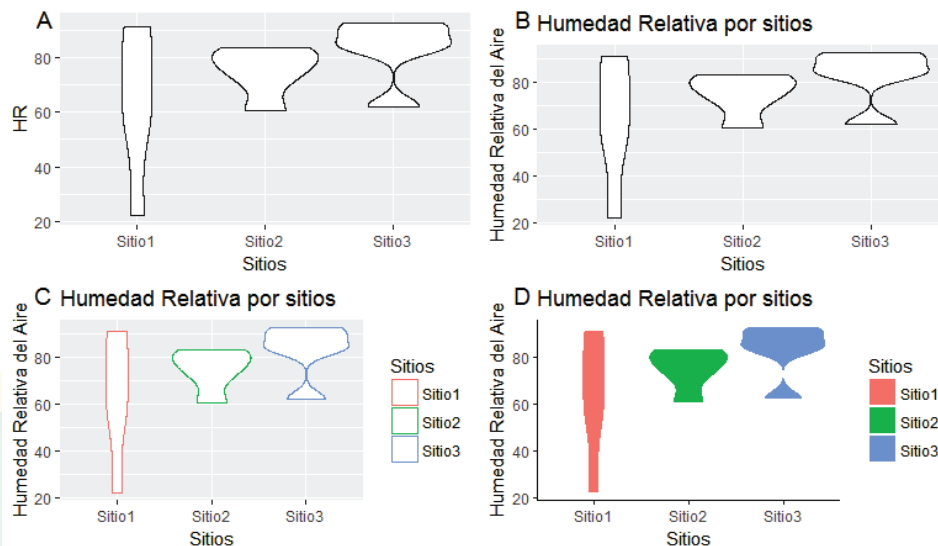 A
HR
80
60
40
20
Sitio1 Sitio2 Sitio3
Sitios
B Humedad Relativa por sitios
Humedad Relativa del Aire
80
60
40
20
Sitio1 Sitio2 Sitio3
Sitios
C Humedad Relativa por sitios
Humedad Relativa del Aire
80
60
40
20
Sitio1 Sitio2 Sitio3
Sitios
Sitios
Sitio1
Sitio2
Sitio3
D Humedad Relativa por sitios
Humedad Relativa del Aire
80
60
40
20
Sitio1 Sitio2 Sitio3
Sitios
Sitios
Sitio1
Sitio2
Sitio3